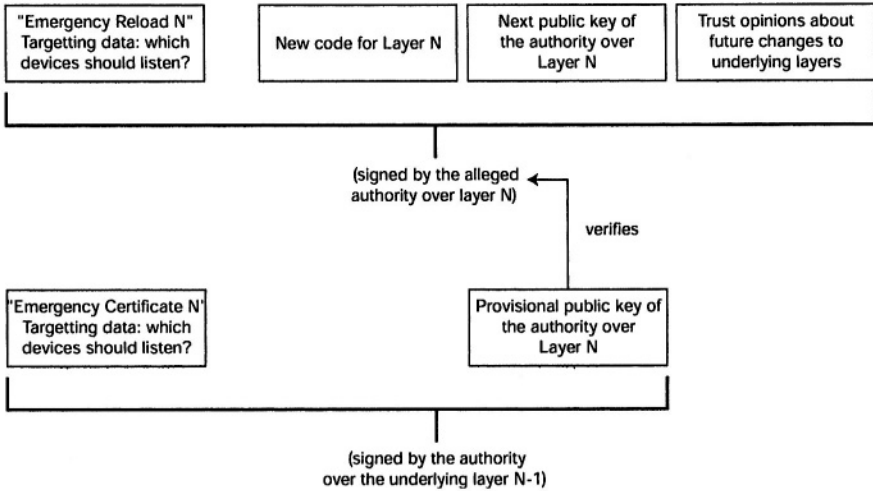 "Emergency Reload N"
Targetting data: which
devices should listen?
New code for Layer N
Next public key of
the authority over
Layer N
Trust opinions about
future changes to
underlying layers
(signed by the alleged
authority over layer N)
verifies
"Emergency Certificate N"
Targetting data: which
devices should listen?
Provisional public key of
the authority over
Layer N
(signed by the authority
over the underlying layer N-1)